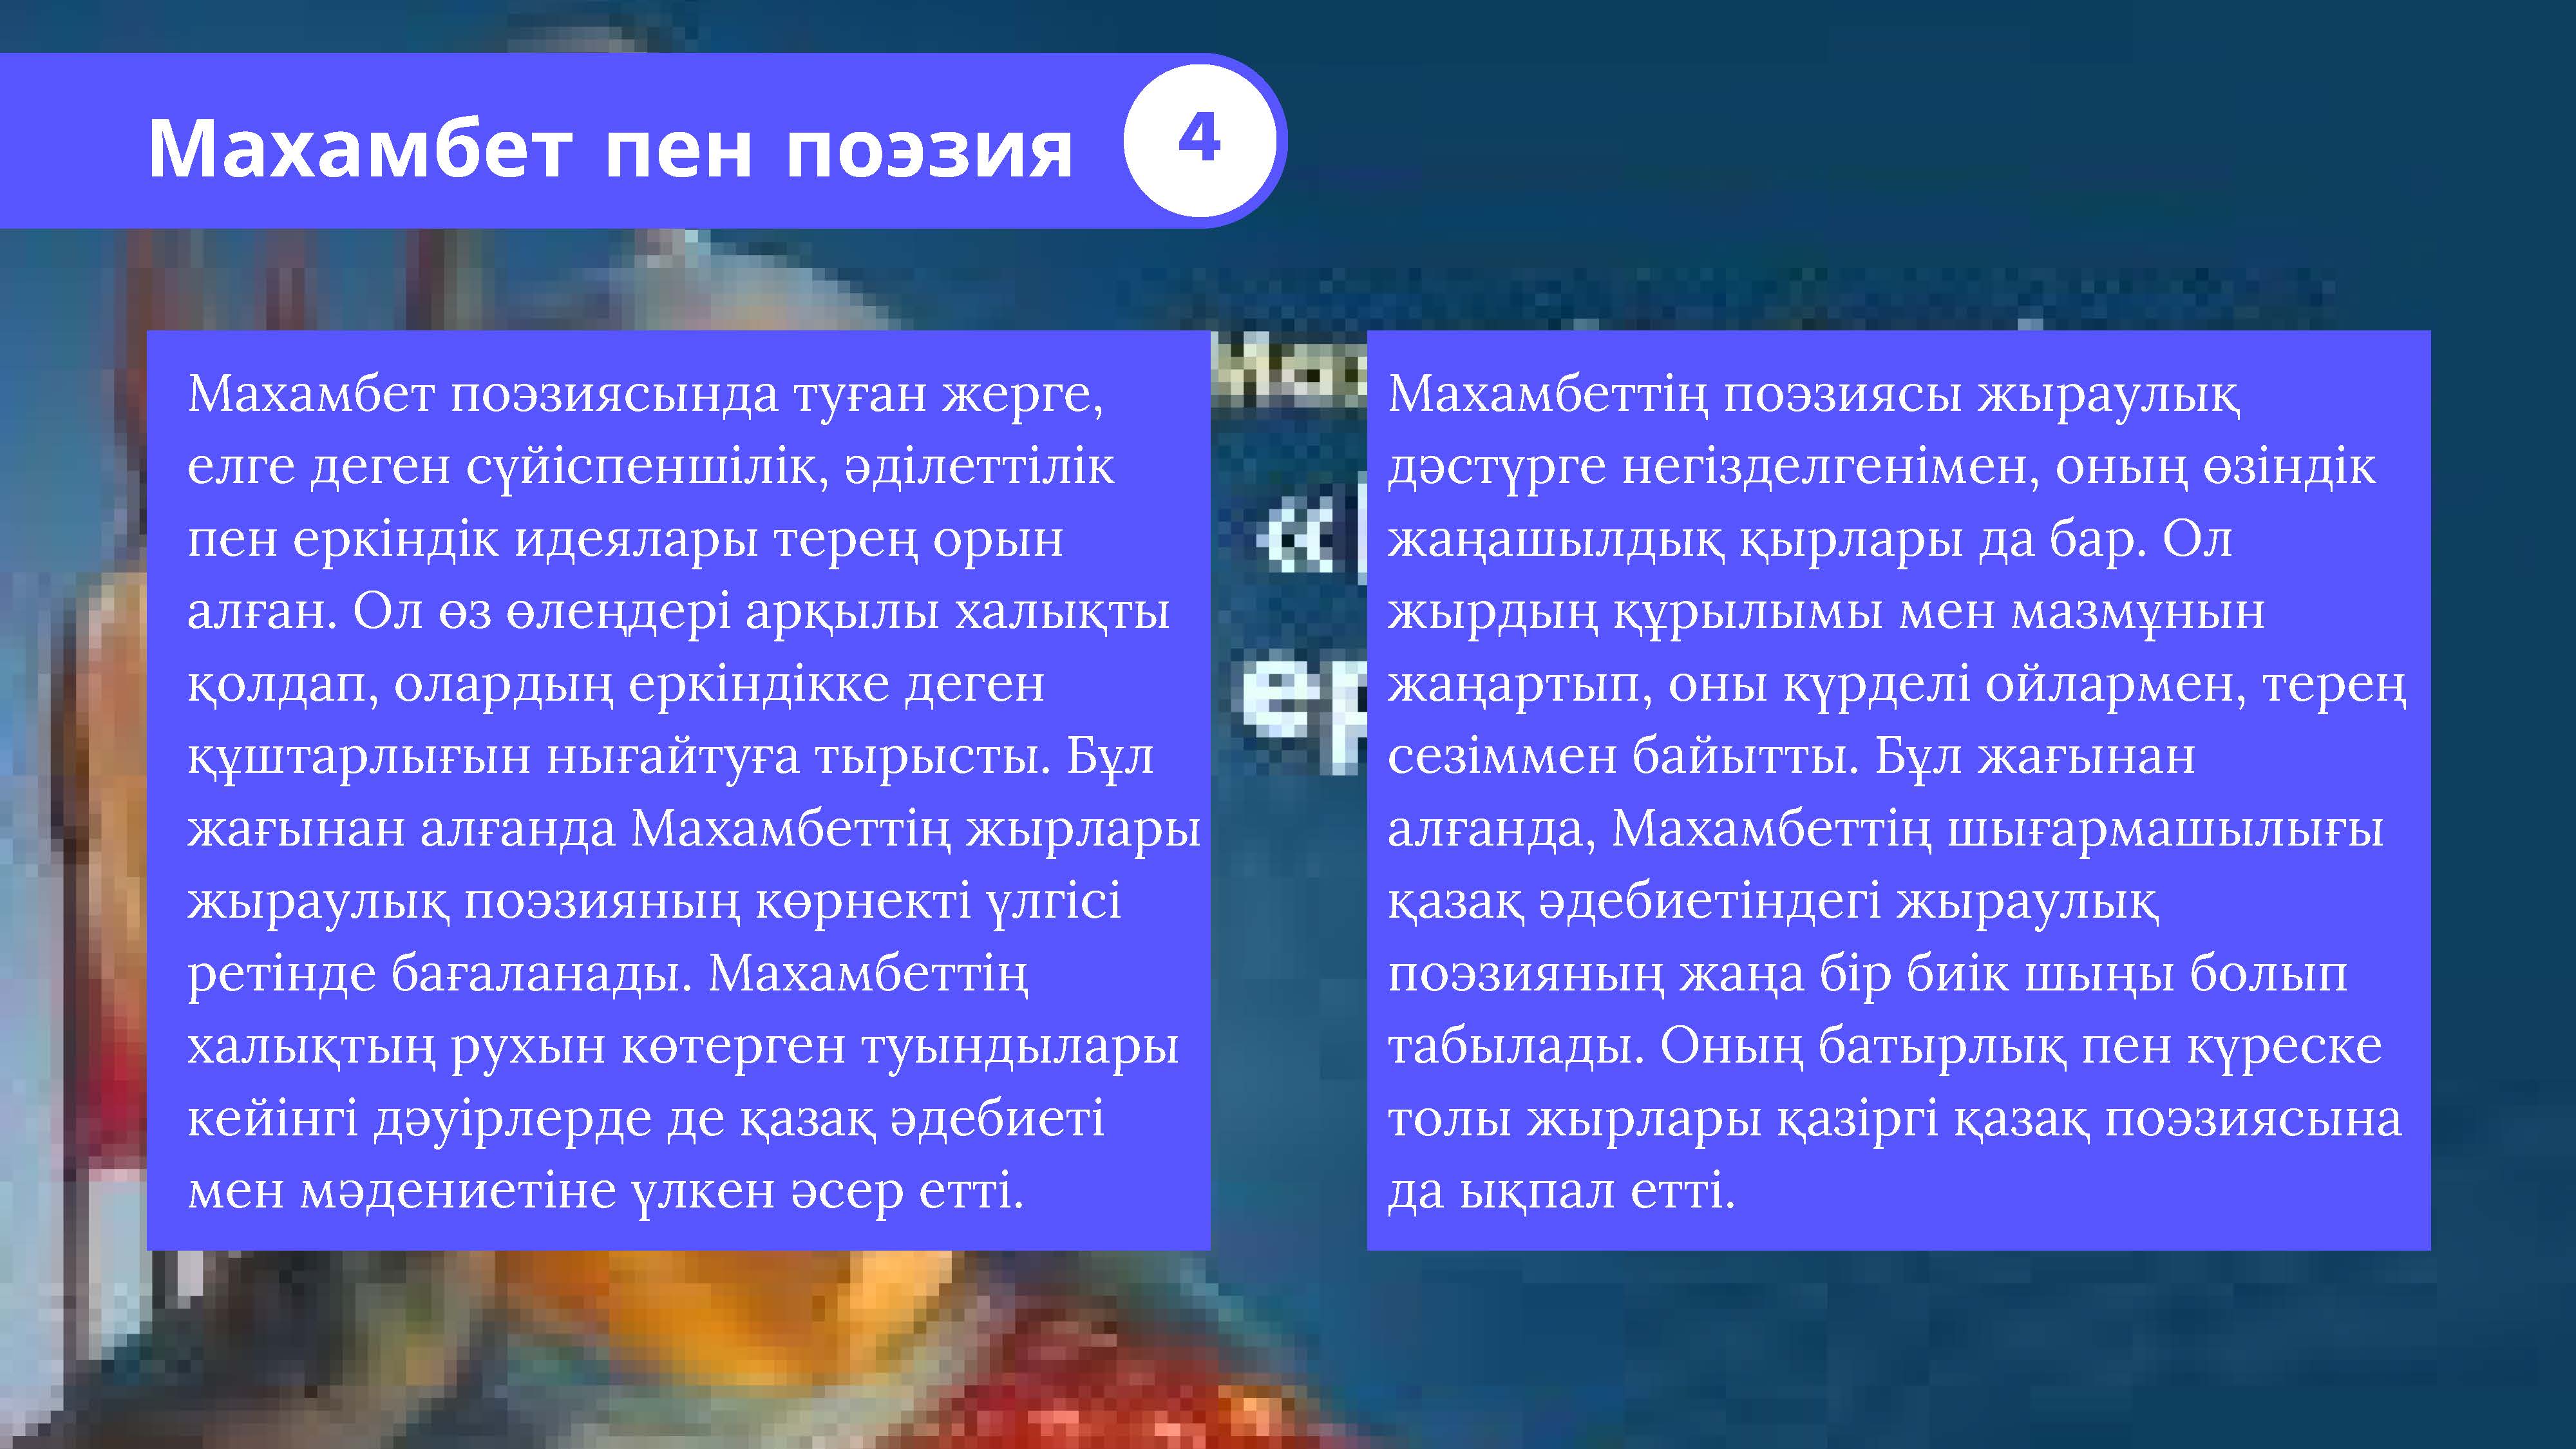 Махамбет пен поэзия
4
Махамбет поэзиясында туған жерге,
елге деген сүйіспеншілік, әділеттілік
пен еркіндік идеялары терең орын
алған. Ол өз өлеңдері арқылы халықты
қолдап, олардың еркіндікке деген
құштарлығын нығайтуға тырысты. Бұл
жағынан алғанда Махамбеттің жырлары
жыраулық поэзияның көрнекті үлгісі
ретінде бағаланады. Махамбеттің
халықтың рухын көтерген туындылары
кейінгі дәуірлерде де қазақ әдебиеті
мен мәдениетіне үлкен әсер етті.
Махамбеттің поэзиясы жыраулық
дәстүрге негізделгенімен, оның өзіндік
жаңашылдық қырлары да бар. Ол
жырдың құрылымы мен мазмұнын
жаңартып, оны күрделі ойлармен, терең
сезіммен байытты. Бұл жағынан
алғанда, Махамбеттің шығармашылығы
қазақ әдебиетіндегі жыраулық
поэзияның жаңа бір биік шыңы болып
табылады. Оның батырлық пен күреске
толы жырлары қазіргі қазақ поэзиясына
да ықпал етті.